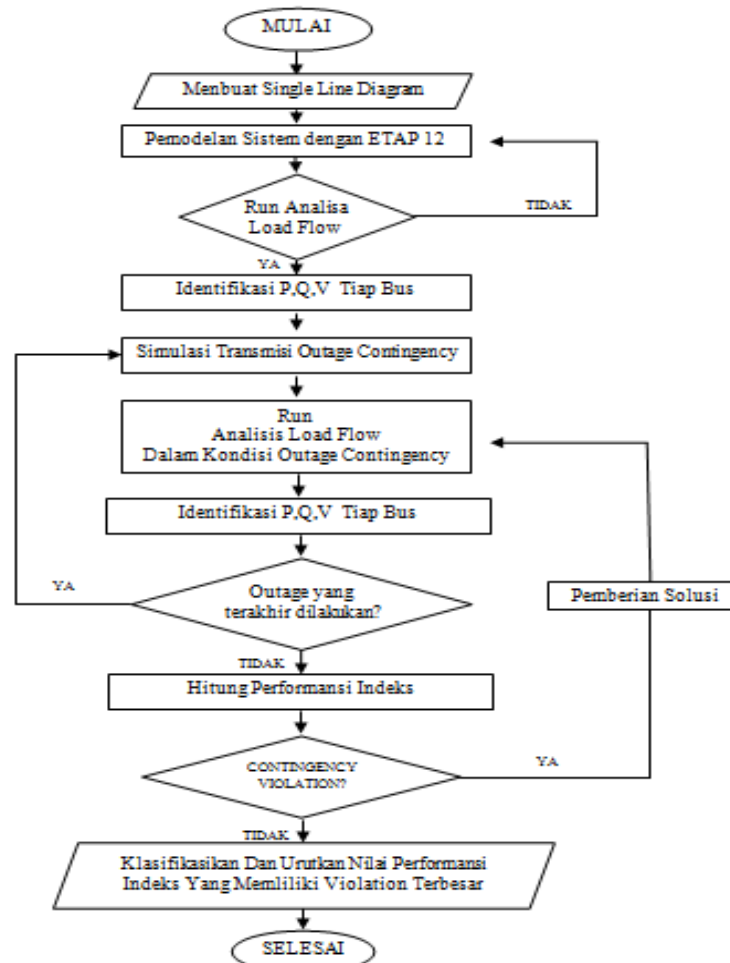 MULAI
Menbuat Single Line Diagram
Pemodelan Sistem dengan ETAP 12
Run Analisa
Load Flow
TIDAK
YA
Identifikasi P,Q,V Tiap Bus
Simulasi Transmisi Outage Contingency
Run
Analisis Load Flow
Dalam Kondisi Outage Contingency
Identifikasi P,Q,V Tiap Bus
YA
Outage yang
terakhir dilakukan?
Pemberian Solusi
TIDAK
Hitung Performansi Indeks
CONTINGENCY
VIOLATION?
YA
TIDAK
Klasifikasikan Dan Urutkan Nilai Performansi
Indeks Yang Memliliki Violation Terbesar
SELESAI